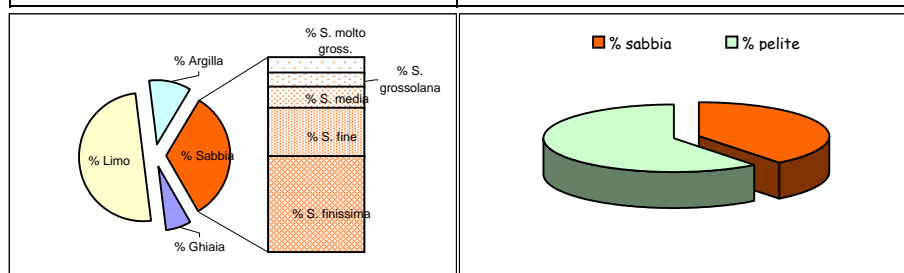 % S. molto
gross.
% Argilla
% S.
grossolana
% S. media
% S. fine
% Limo
% Sabbia
% S. finissima
% Ghiaia
% sabbia
% pelite